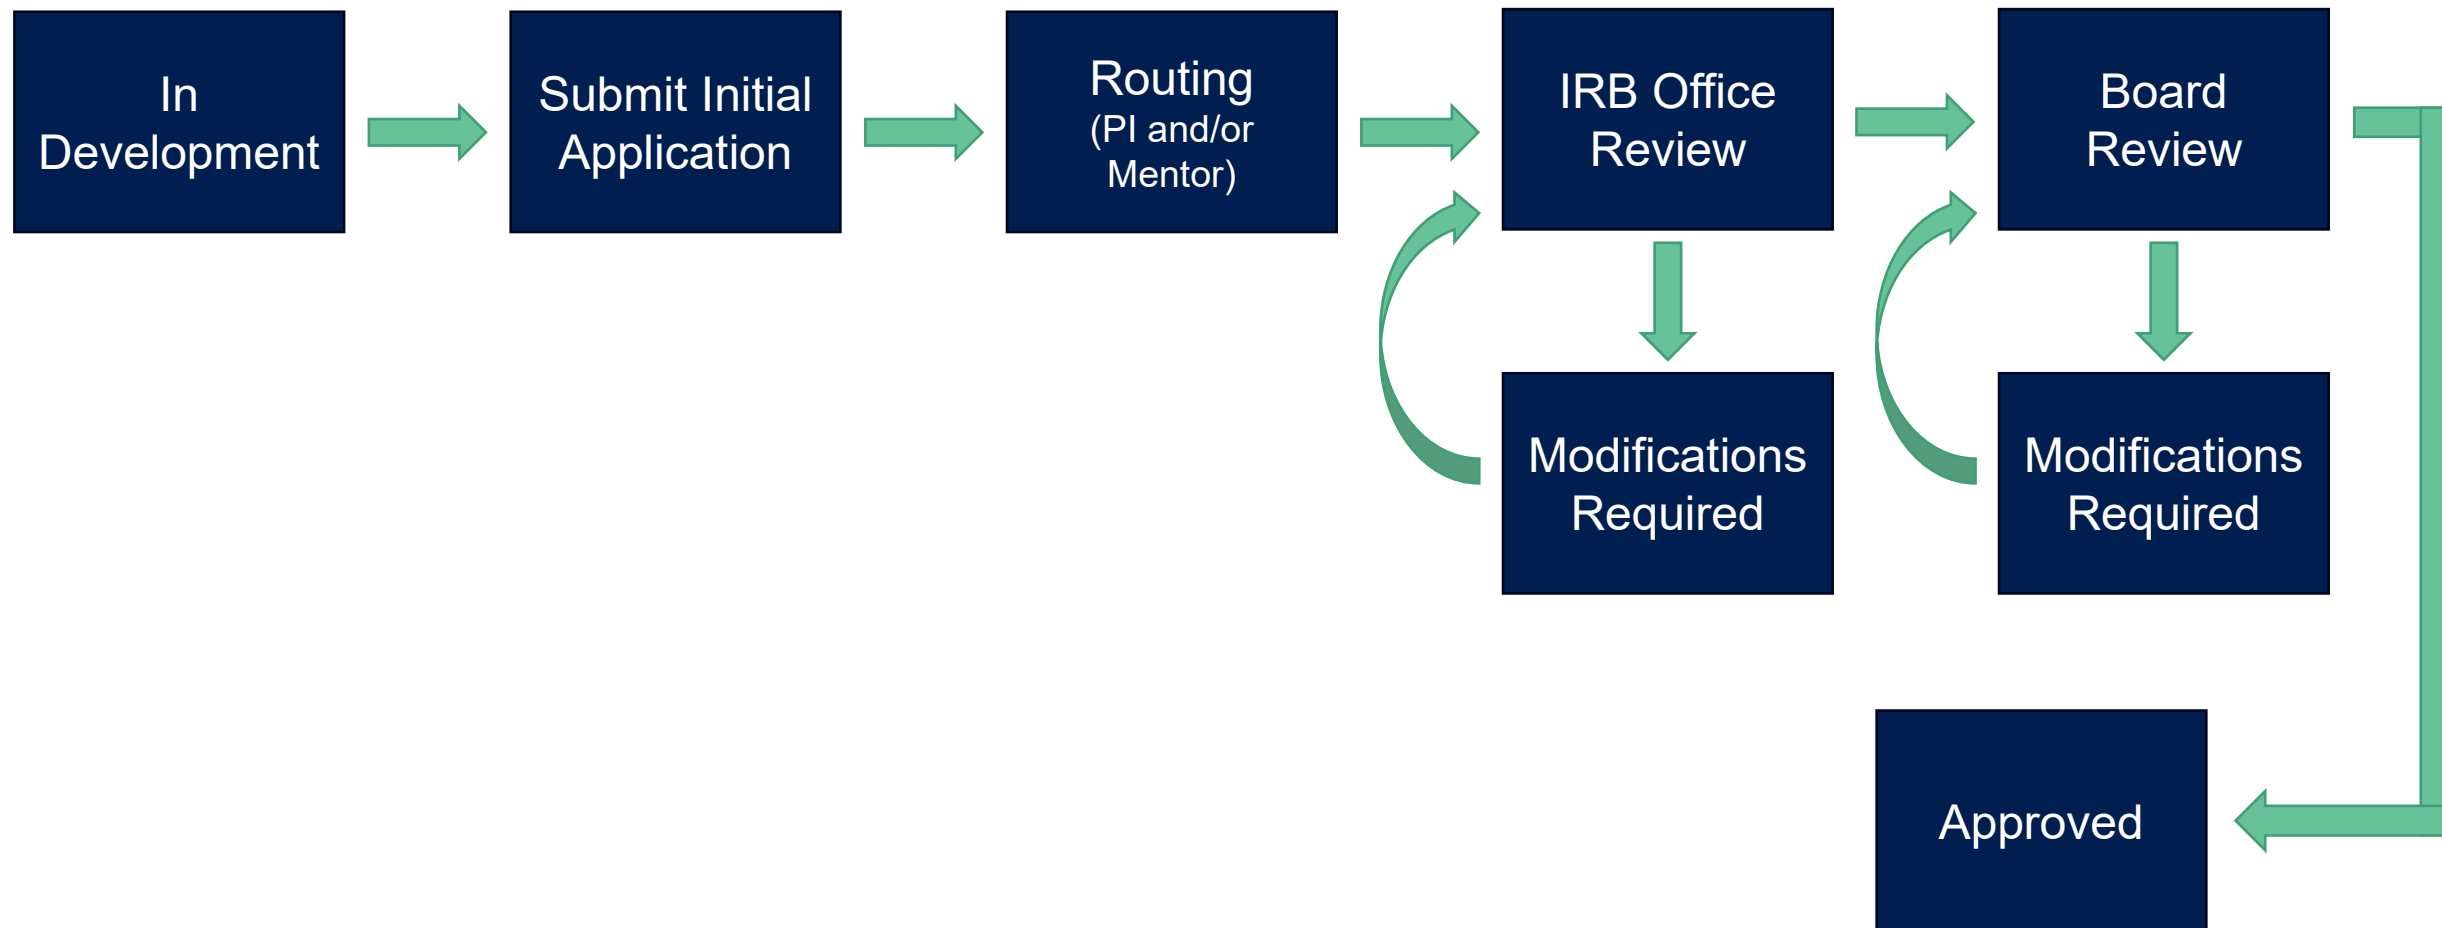 In
Development
Submit Initial
Application
Routing
(PI and/or
Mentor)
IRB Office
Review
Board
Review
Modifications
Required
Modifications
Required
Approved